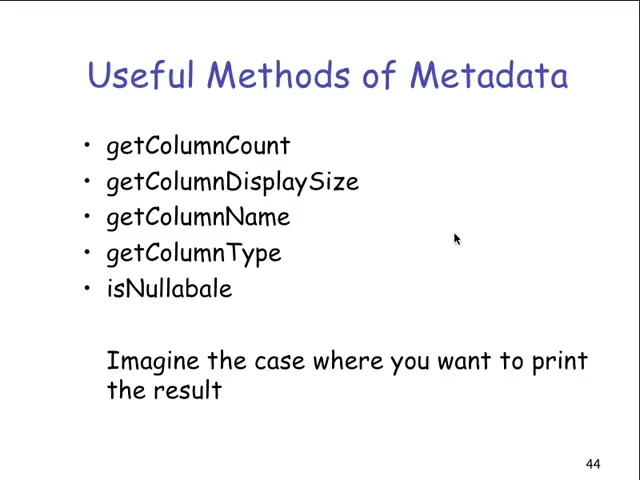 Useful Methods of Metadata
• getColumnCount
• getColumnDisplaySize
• getColumnName
• getColumnType
• isNullabale
Imagine the case where you want to print
the result
44